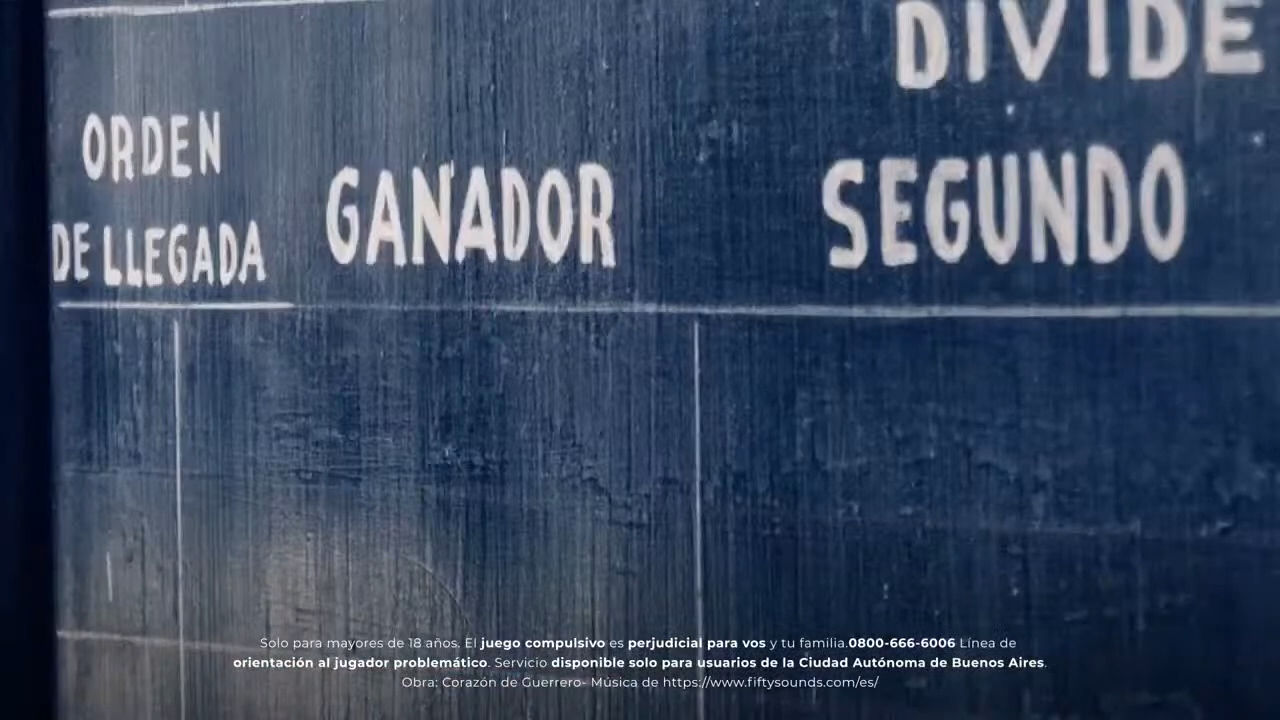 DIVIDE
ORDEN
DE LLEGADA
GANADOR
SEGUNDO
Solo para mayores de 18 años. El juego compulsivo es perjudicial para vos y tu familia.0800-666-6006 Línea de
orientación al jugador problemático. Servicio disponible solo para usuarios de la Ciudad Autónoma de Buenos Aires.
Obra: Corazón de Guerrero- Música de https://www.fiftysounds.com/es/